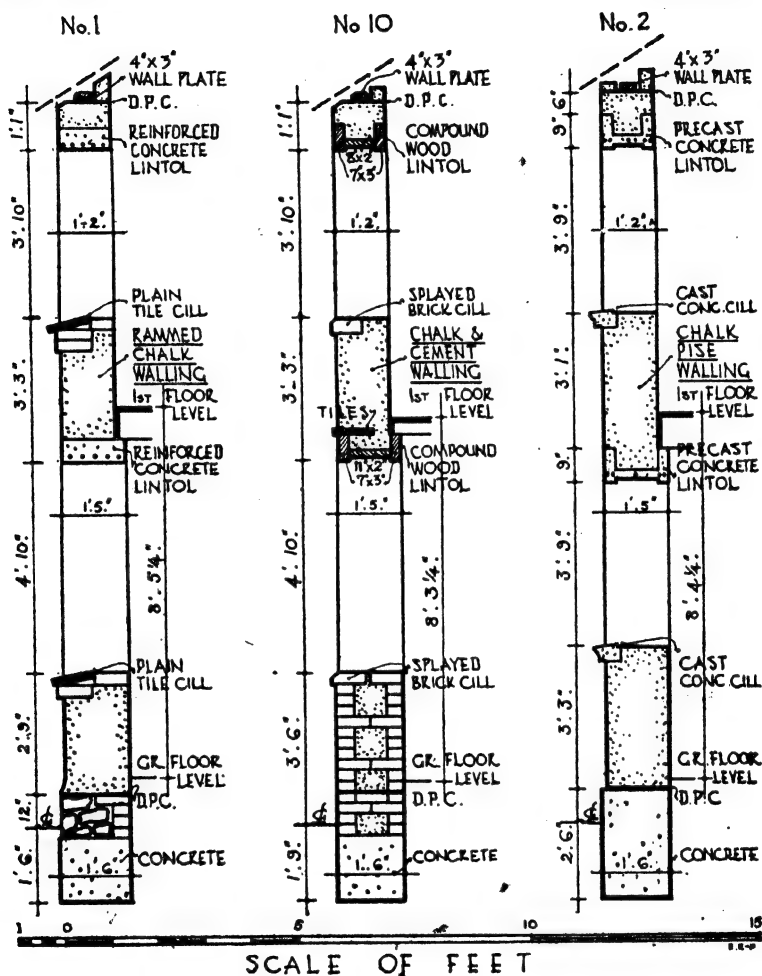 No.1
4"x3"
WALL PLATE
D.P.C.
REINFORCED
CONCRETE
LINTOL
1'.1"
3'.10"
1'.2"
PLAIN
TILE CILL
RAMMED
CHALK
WALLING
1ST FLOOR
LEVEL
3'.3"
REINFORCED
CONCRETE
LINTOL
1'.5"
4'.10"
8'.5¼"
PLAIN
TILE CILL
2'.9"
GR. FLOOR
LEVEL
D.P.C.
12"
1'.6"
1'.6"
CONCRETE
No 10
4"x3"
WALL PLATE
D.P.C.
COMPOUND
WOOD
LINTOL
8"x2"
7"x3"
1'.1"
3'.10"
1'.2"
SPLAYED
BRICK CILL
CHALK &
CEMENT
WALLING
1ST FLOOR
LEVEL
TILES
3'.3"
COMPOUND
WOOD
LINTOL
11"x2"
7"x3"
1'.5"
4'.10"
8'.3¼"
SPLAYED
BRICK CILL
3'.6"
GR. FLOOR
LEVEL
D.P.C.
1'.9"
1'.6"
CONCRETE
No.2
4"x3"
WALL PLATE
D.P.C.
PRECAST
CONCRETE
LINTOL
6"
9"
3'.9"
1'.2"
CAST
CONC. CILL
CHALK
PISE
WALLING
1ST FLOOR
LEVEL
3'.1"
PRECAST
CONCRETE
LINTOL
9"
1'.5"
3'.9"
8'.4¼"
CAST
CONC. CILL
3'.3"
GR. FLOOR
LEVEL
D.P.C
2'.6"
1'.6"
CONCRETE
1 0 5 10 15
SCALE OF FEET